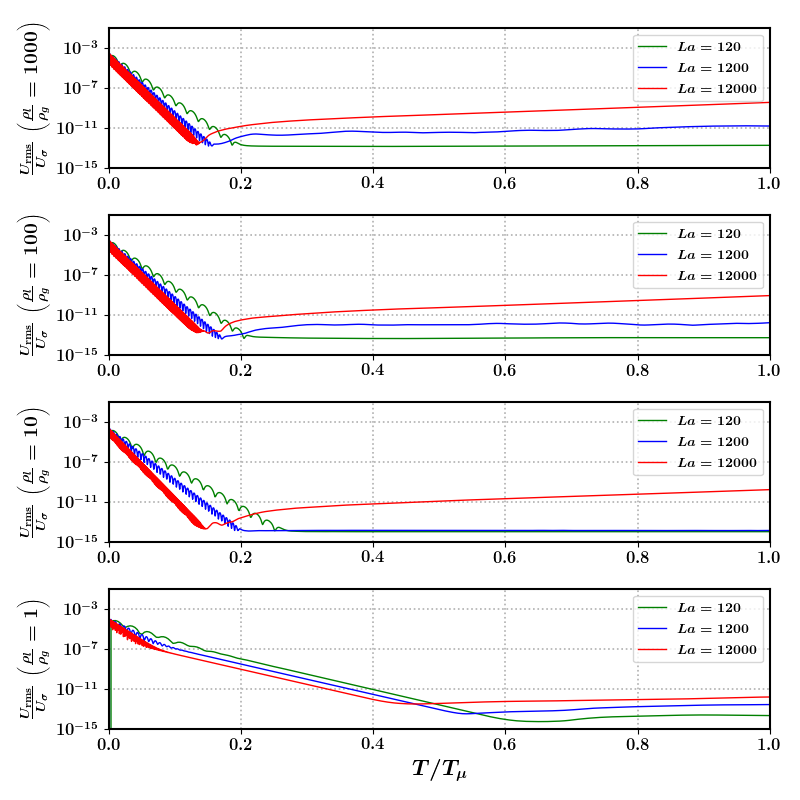 U_rms/U_σ (ρ_l/ρ_g = 1000)
10⁻³
10⁻⁷
10⁻¹¹
10⁻¹⁵
La = 120
La = 1200
La = 12000
0.0 0.2 0.4 0.6 0.8 1.0
U_rms/U_σ (ρ_l/ρ_g = 100)
10⁻³
10⁻⁷
10⁻¹¹
10⁻¹⁵
La = 120
La = 1200
La = 12000
0.0 0.2 0.4 0.6 0.8 1.0
U_rms/U_σ (ρ_l/ρ_g = 10)
10⁻³
10⁻⁷
10⁻¹¹
10⁻¹⁵
La = 120
La = 1200
La = 12000
0.0 0.2 0.4 0.6 0.8 1.0
U_rms/U_σ (ρ_l/ρ_g = 1)
10⁻³
10⁻⁷
10⁻¹¹
10⁻¹⁵
La = 120
La = 1200
La = 12000
0.0 0.2 0.4 0.6 0.8 1.0
T/T_μ